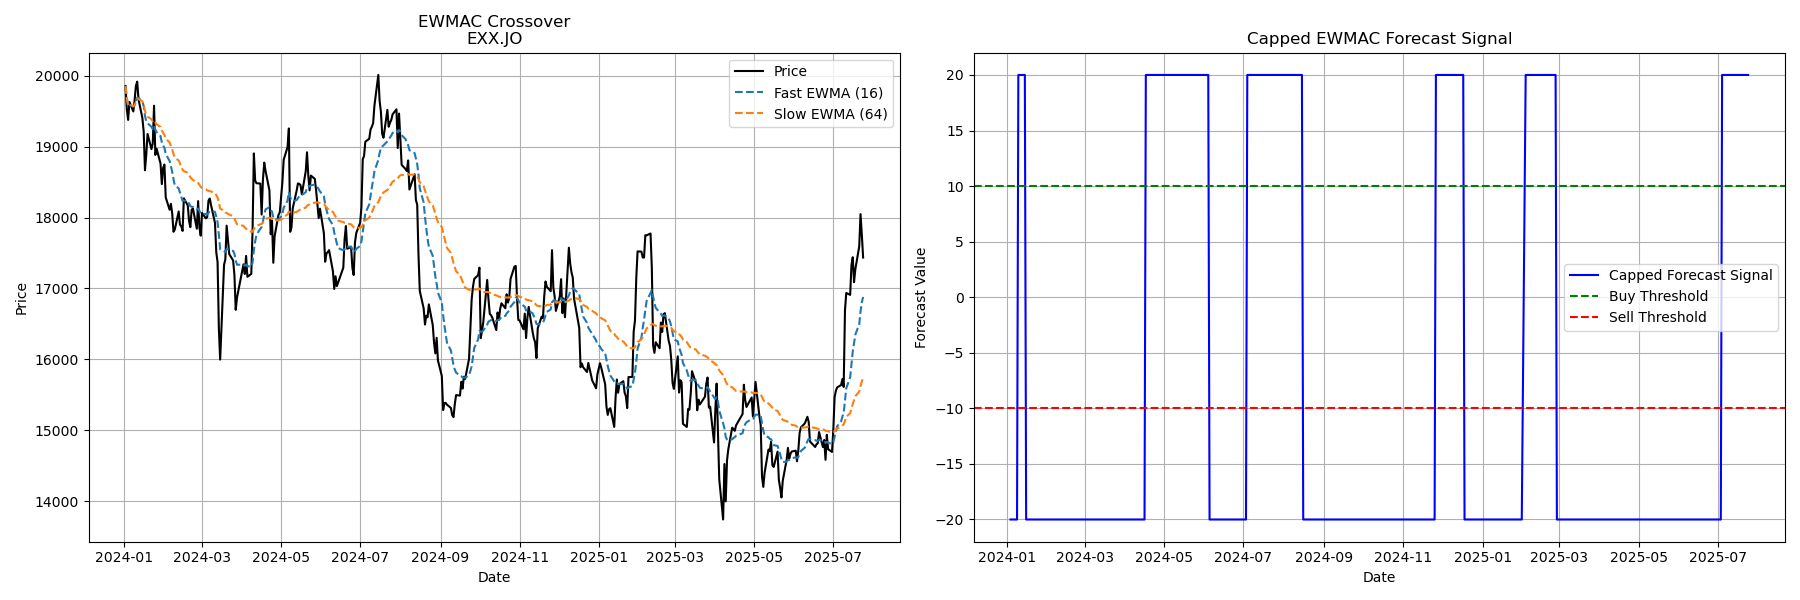 EWMAC Crossover
EXX.JO
Price
Fast EWMA (16)
Slow EWMA (64)
20000
19000
18000
17000
16000
15000
14000
Price
2024-01 2024-03 2024-05 2024-07 2024-09 2024-11 2025-01 2025-03 2025-05 2025-07
Date
Capped EWMAC Forecast Signal
20
15
10
5
0
−5
−10
−15
−20
Forecast Value
Capped Forecast Signal
Buy Threshold
Sell Threshold
2024-01 2024-03 2024-05 2024-07 2024-09 2024-11 2025-01 2025-03 2025-05 2025-07
Date